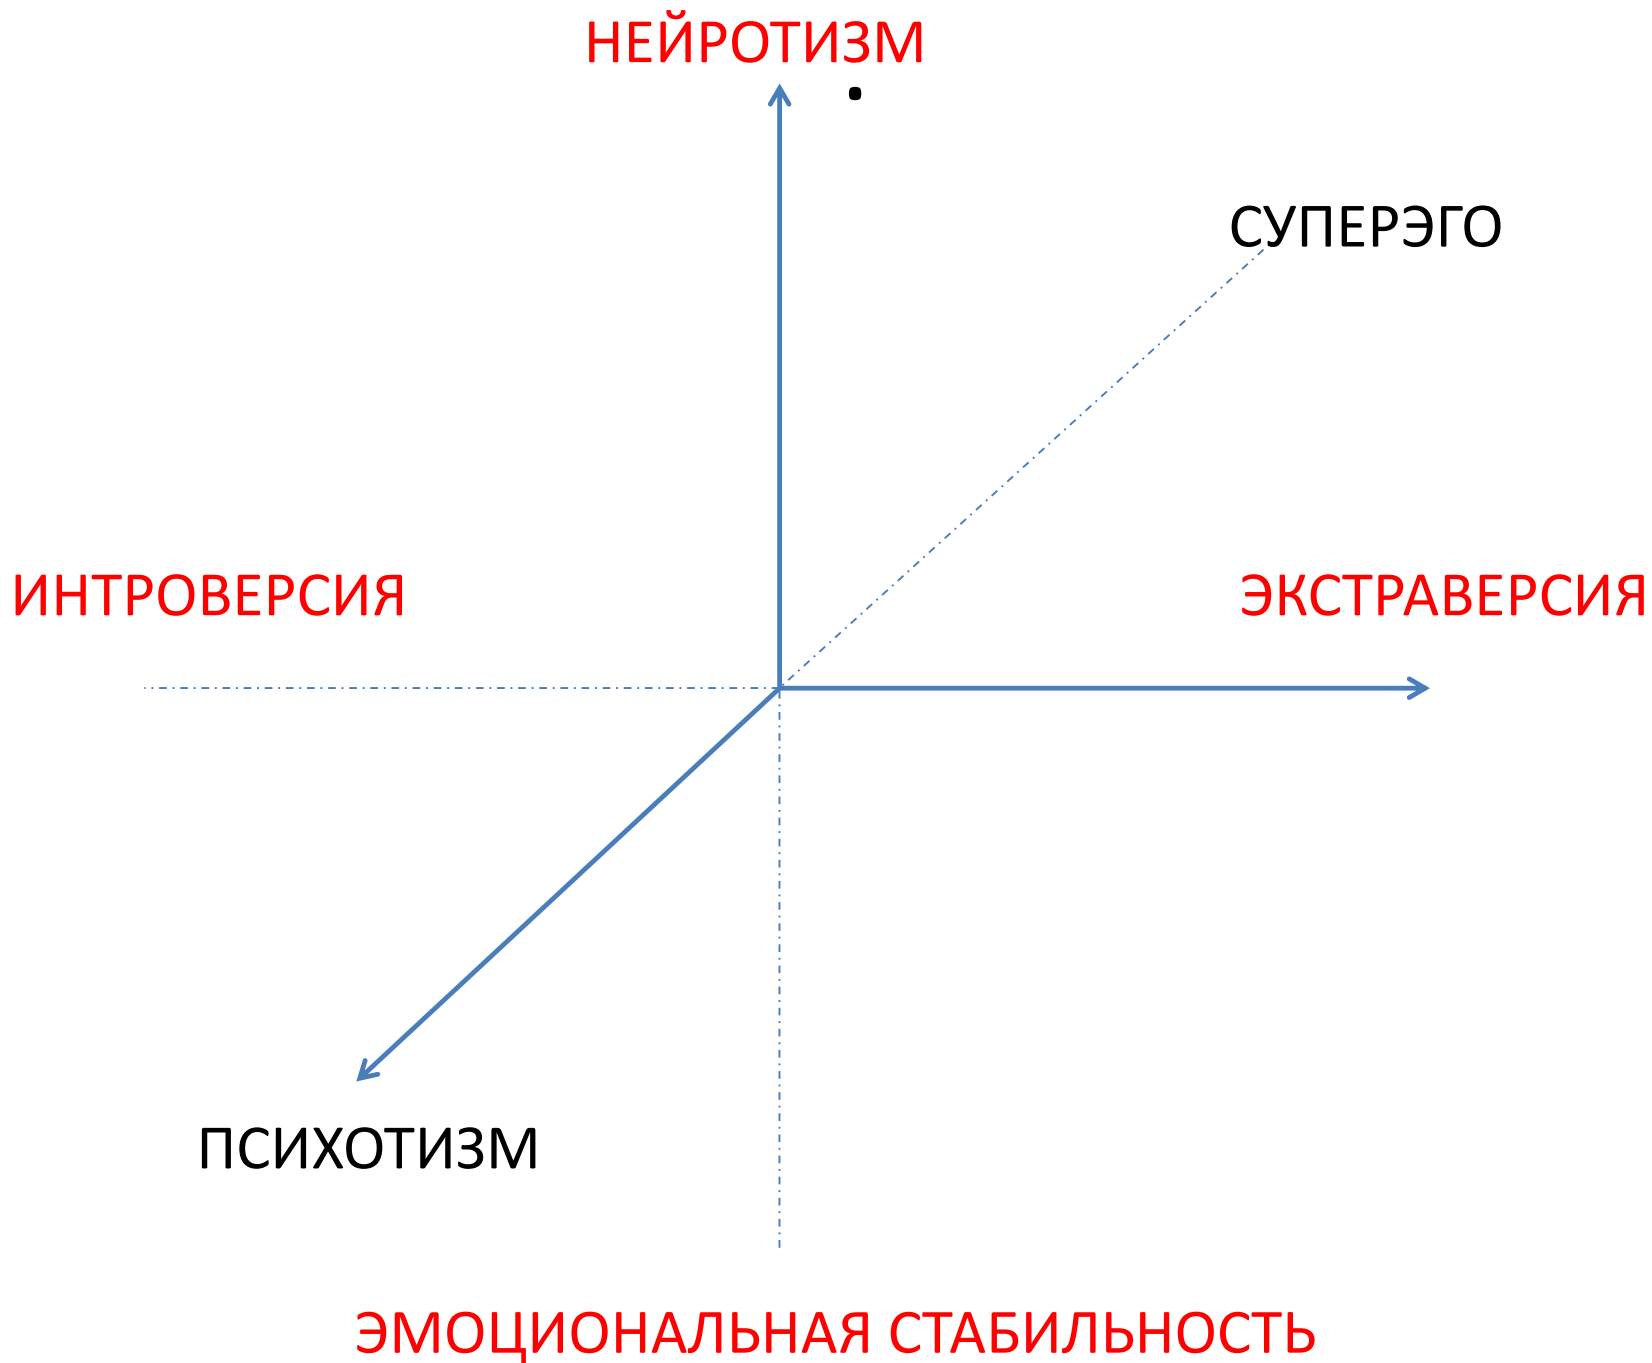 НЕЙРОТИЗМ
.
СУПЕРЭГО
ИНТРОВЕРСИЯ
ЭКСТРАВЕРСИЯ
ПСИХОТИЗМ
ЭМОЦИОНАЛЬНАЯ СТАБИЛЬНОСТЬ